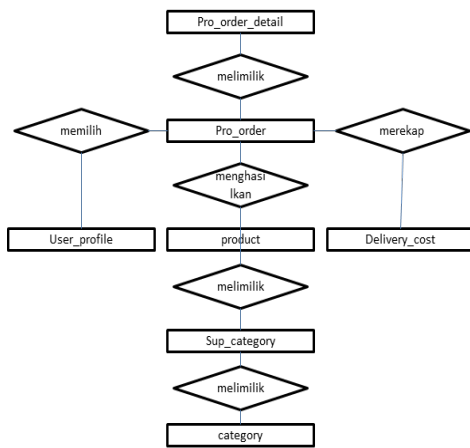 Pro_order_detail
melimilik
memilih
Pro_order
merekap
menghasi
lkan
User_profile
product
Delivery_cost
melimilik
Sup_category
melimilik
category